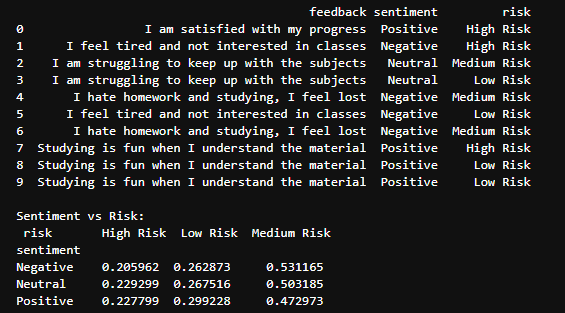 feedback sentiment risk
0 I am satisfied with my progress Positive High Risk
1 I feel tired and not interested in classes Negative High Risk
2 I am struggling to keep up with the subjects Neutral Medium Risk
3 I am struggling to keep up with the subjects Neutral Low Risk
4 I hate homework and studying, I feel lost Negative Medium Risk
5 I feel tired and not interested in classes Negative Low Risk
6 I hate homework and studying, I feel lost Negative Medium Risk
7 Studying is fun when I understand the material Positive High Risk
8 Studying is fun when I understand the material Positive Low Risk
9 Studying is fun when I understand the material Positive Low Risk
Sentiment vs Risk:
risk High Risk Low Risk Medium Risk
sentiment
Negative 0.205962 0.262873 0.531165
Neutral 0.229299 0.267516 0.503185
Positive 0.227799 0.299228 0.472973